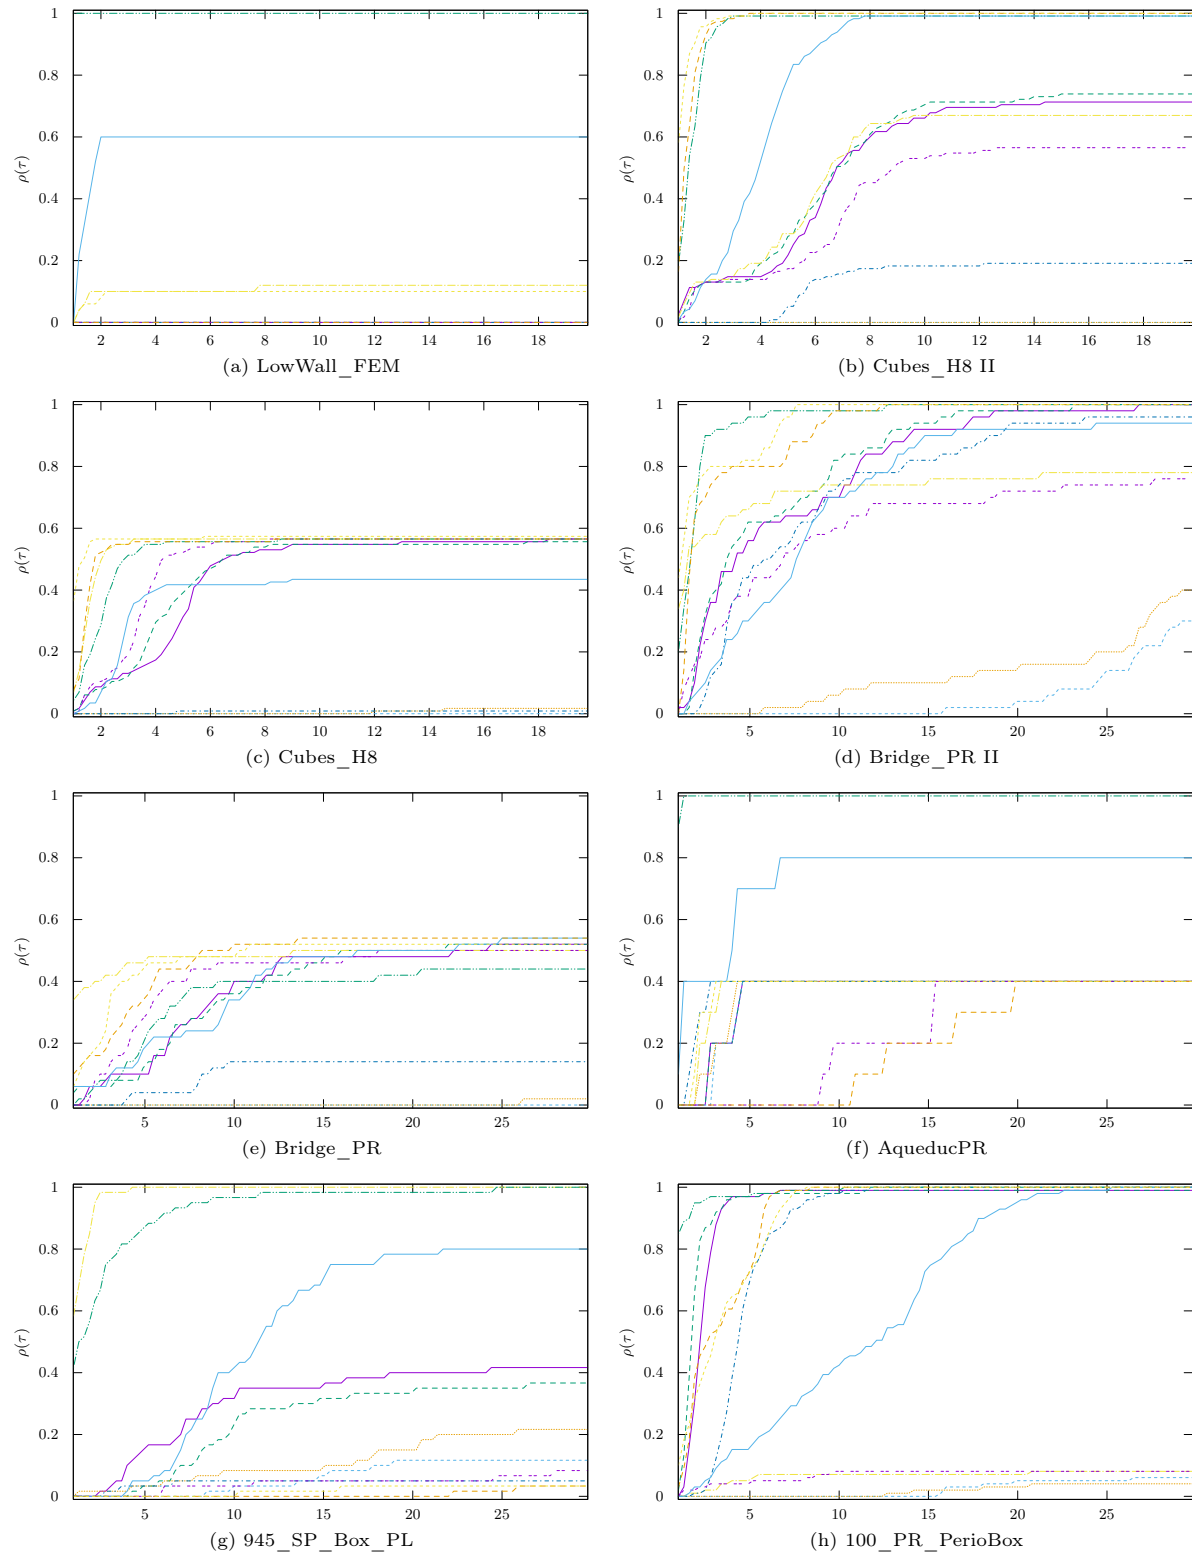 1
0.8
0.6
0.4
0.2
0
ρ(τ)
2 4 6 8 10 12 14 16 18
(a) LowWall_FEM
1
0.8
0.6
0.4
0.2
0
ρ(τ)
2 4 6 8 10 12 14 16 18
(b) Cubes_H8 II
1
0.8
0.6
0.4
0.2
0
ρ(τ)
2 4 6 8 10 12 14 16 18
(c) Cubes_H8
1
0.8
0.6
0.4
0.2
0
ρ(τ)
5 10 15 20 25
(d) Bridge_PR II
1
0.8
0.6
0.4
0.2
0
ρ(τ)
5 10 15 20 25
(e) Bridge_PR
1
0.8
0.6
0.4
0.2
0
ρ(τ)
5 10 15 20 25
(f) AqueducPR
1
0.8
0.6
0.4
0.2
0
ρ(τ)
5 10 15 20 25
(g) 945_SP_Box_PL
1
0.8
0.6
0.4
0.2
0
ρ(τ)
5 10 15 20 25
(h) 100_PR_PerioBox